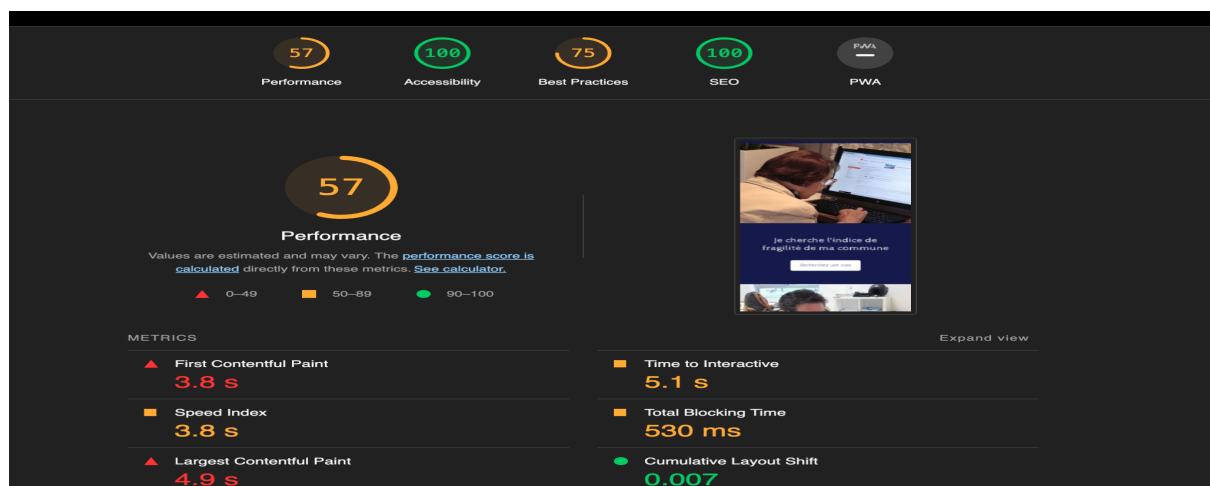 57
100
75
100
PWA
Performance
Accessibility
Best Practices
SEO
PWA
57
Performance
Values are estimated and may vary. The performance score is
calculated directly from these metrics. See calculator.
0–49
50–89
90–100
je cherche l'indice de
fragilité de ma commune
METRICS
Expand view
First Contentful Paint
3.8 s
Time to Interactive
5.1 s
Speed Index
3.8 s
Total Blocking Time
530 ms
Largest Contentful Paint
4.9 s
Cumulative Layout Shift
0.007